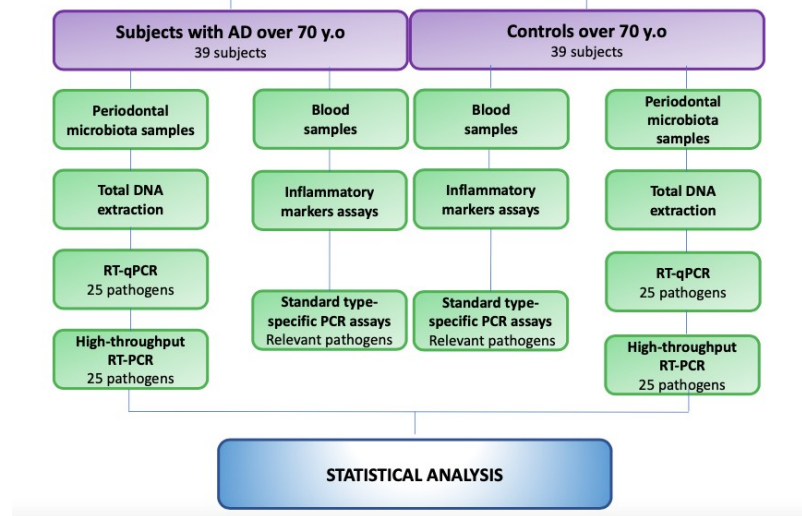 Subjects with AD over 70 y.o
39 subjects
Controls over 70 y.o
39 subjects
Periodontal
microbiota samples
Blood
samples
Blood
samples
Periodontal
microbiota
samples
Total DNA
extraction
Inflammatory
markers assays
Inflammatory
markers assays
Total DNA
extraction
RT-qPCR
25 pathogens
RT-qPCR
25 pathogens
Standard type-
specific PCR assays
Relevant pathogens
Standard type-
specific PCR assays
Relevant pathogens
High-throughput
RT-PCR
25 pathogens
High-throughput
RT-PCR
25 pathogens
STATISTICAL ANALYSIS